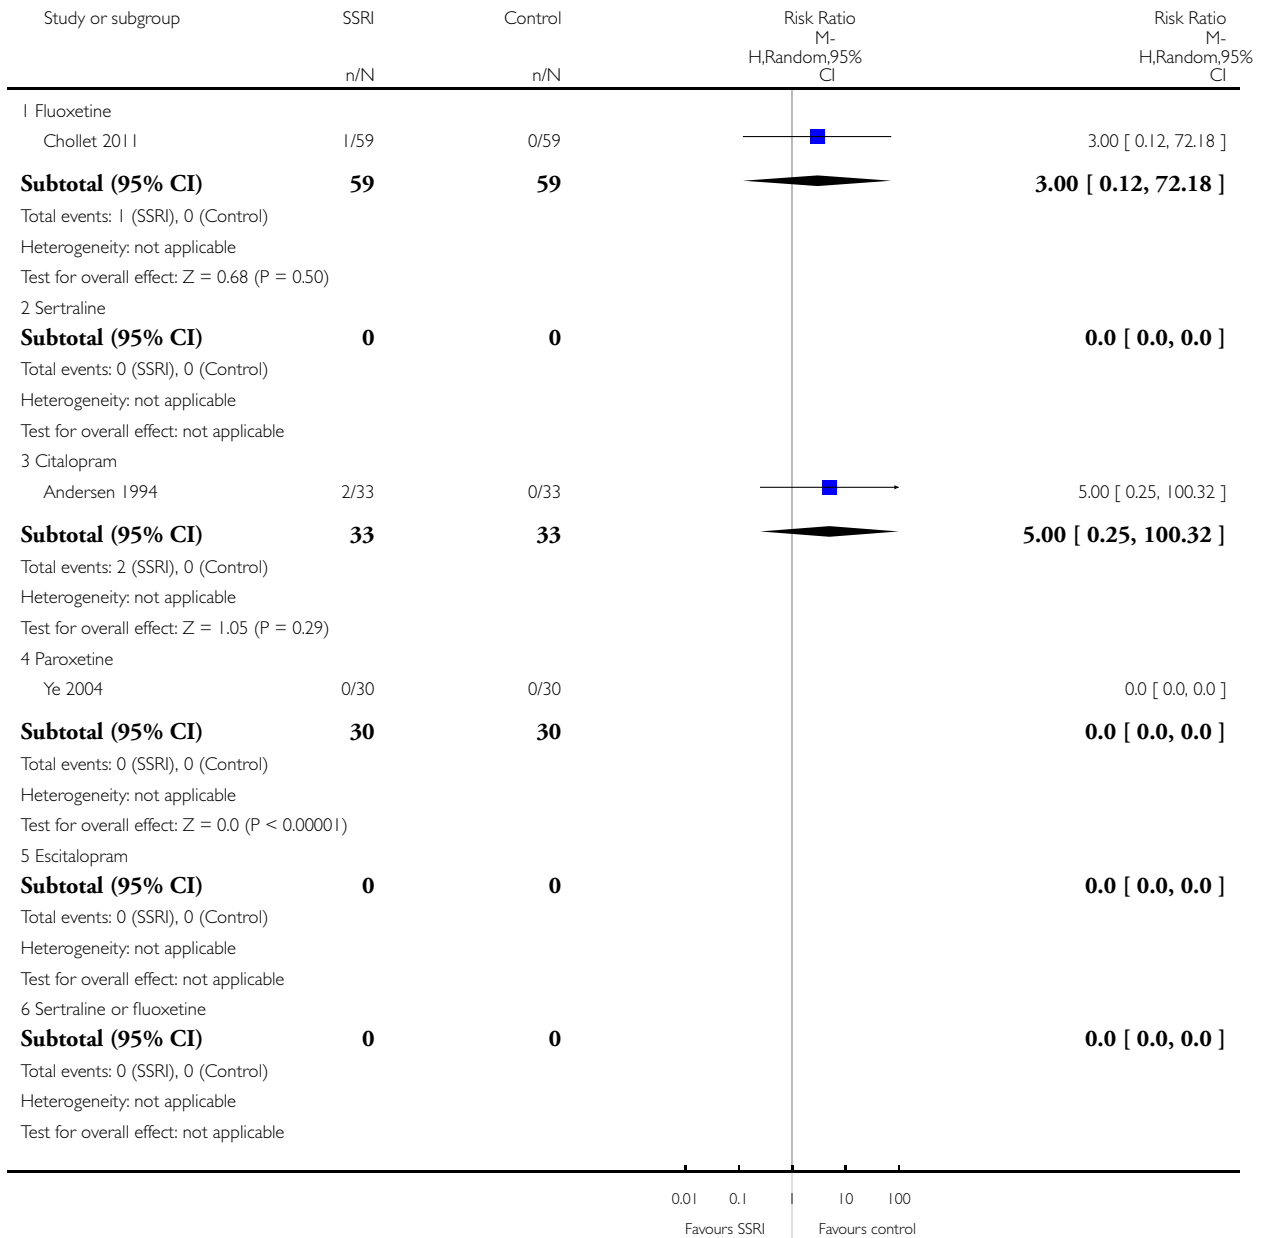 Study or subgroup SSRI Control Risk Ratio Risk Ratio
M- M-
H,Random,95% H,Random,95%
n/N n/N CI CI
1 Fluoxetine
Chollet 2011 1/59 0/59 3.00 [ 0.12, 72.18 ]
Subtotal (95% CI) 59 59 3.00 [ 0.12, 72.18 ]
Total events: 1 (SSRI), 0 (Control)
Heterogeneity: not applicable
Test for overall effect: Z = 0.68 (P = 0.50)
2 Sertraline
Subtotal (95% CI) 0 0 0.0 [ 0.0, 0.0 ]
Total events: 0 (SSRI), 0 (Control)
Heterogeneity: not applicable
Test for overall effect: not applicable
3 Citalopram
Andersen 1994 2/33 0/33 5.00 [ 0.25, 100.32 ]
Subtotal (95% CI) 33 33 5.00 [ 0.25, 100.32 ]
Total events: 2 (SSRI), 0 (Control)
Heterogeneity: not applicable
Test for overall effect: Z = 1.05 (P = 0.29)
4 Paroxetine
Ye 2004 0/30 0/30 0.0 [ 0.0, 0.0 ]
Subtotal (95% CI) 30 30 0.0 [ 0.0, 0.0 ]
Total events: 0 (SSRI), 0 (Control)
Heterogeneity: not applicable
Test for overall effect: Z = 0.0 (P < 0.00001)
5 Escitalopram
Subtotal (95% CI) 0 0 0.0 [ 0.0, 0.0 ]
Total events: 0 (SSRI), 0 (Control)
Heterogeneity: not applicable
Test for overall effect: not applicable
6 Sertraline or fluoxetine
Subtotal (95% CI) 0 0 0.0 [ 0.0, 0.0 ]
Total events: 0 (SSRI), 0 (Control)
Heterogeneity: not applicable
Test for overall effect: not applicable
0.01 0.1 1 10 100
Favours SSRI Favours control